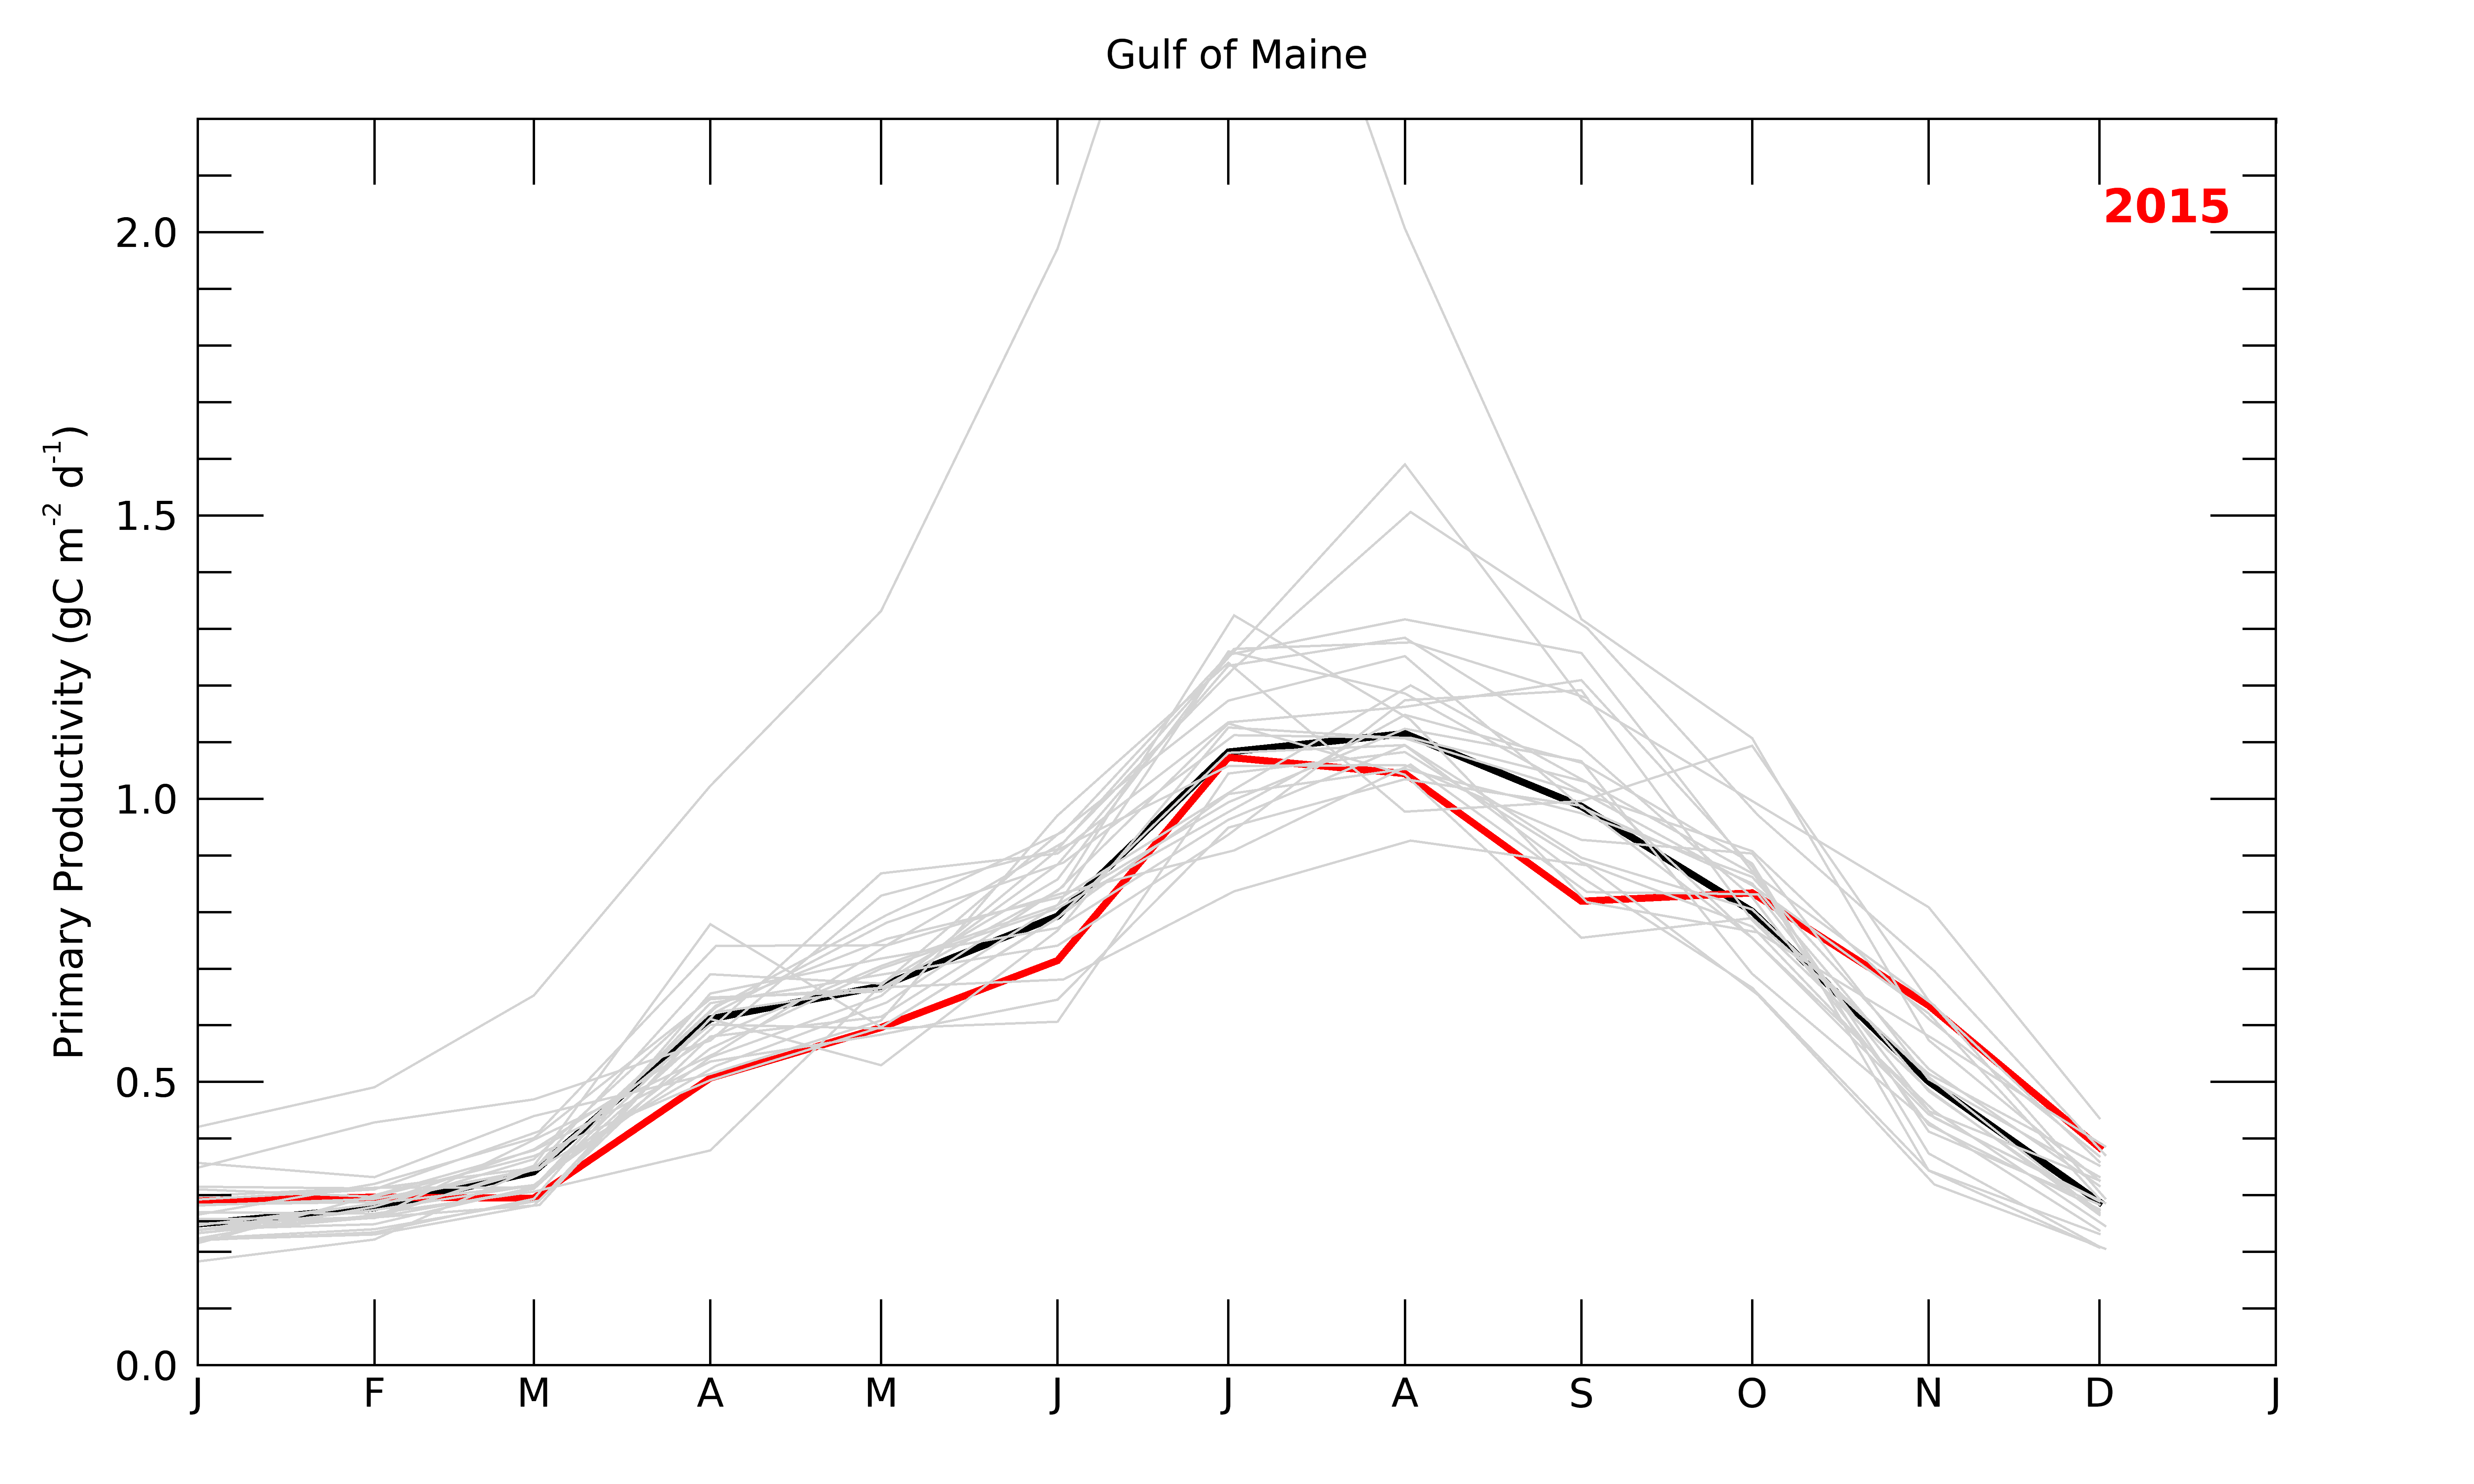 Gulf of Maine
2015
2.0
1.5
1.0
0.5
0.0
Primary Productivity (gC m⁻² d⁻¹)
J F M A M J J A S O N D J